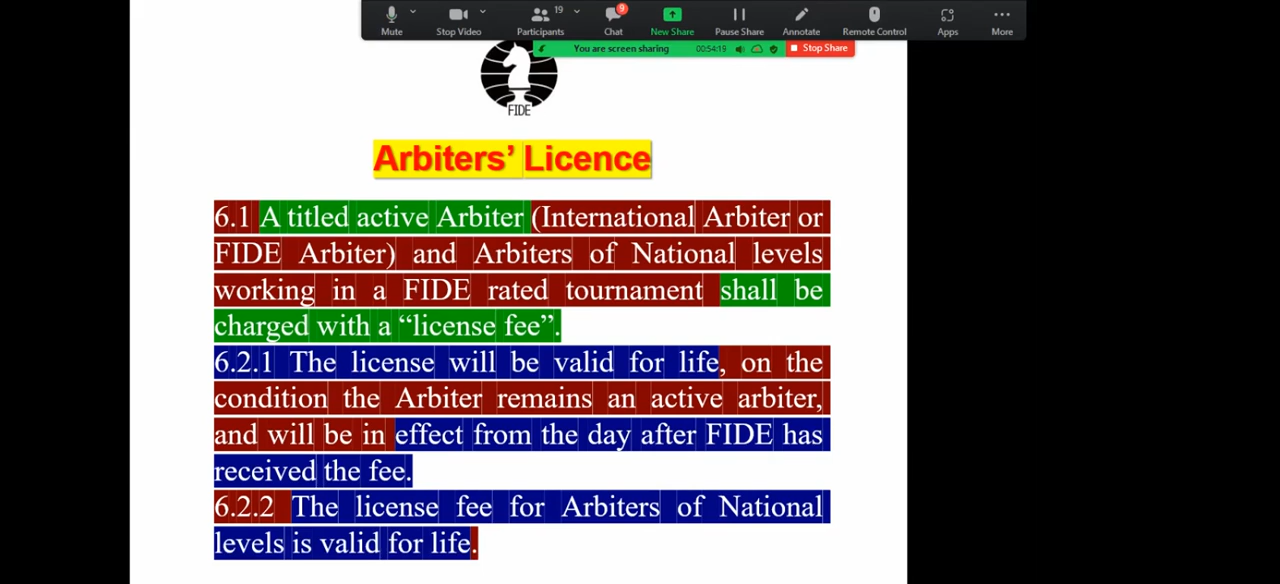 19
9
Mute
Stop Video
Participants
Chat
New Share
Pause Share
Annotate
Remote Control
Apps
More
You are screen sharing
00:54:19
Stop Share
FIDE
Arbiters’ Licence
6.1 A titled active Arbiter (International Arbiter or
FIDE Arbiter) and Arbiters of National levels
working in a FIDE rated tournament shall be
charged with a “license fee”.
6.2.1 The license will be valid for life, on the
condition the Arbiter remains an active arbiter,
and will be in effect from the day after FIDE has
received the fee.
6.2.2 The license fee for Arbiters of National
levels is valid for life.